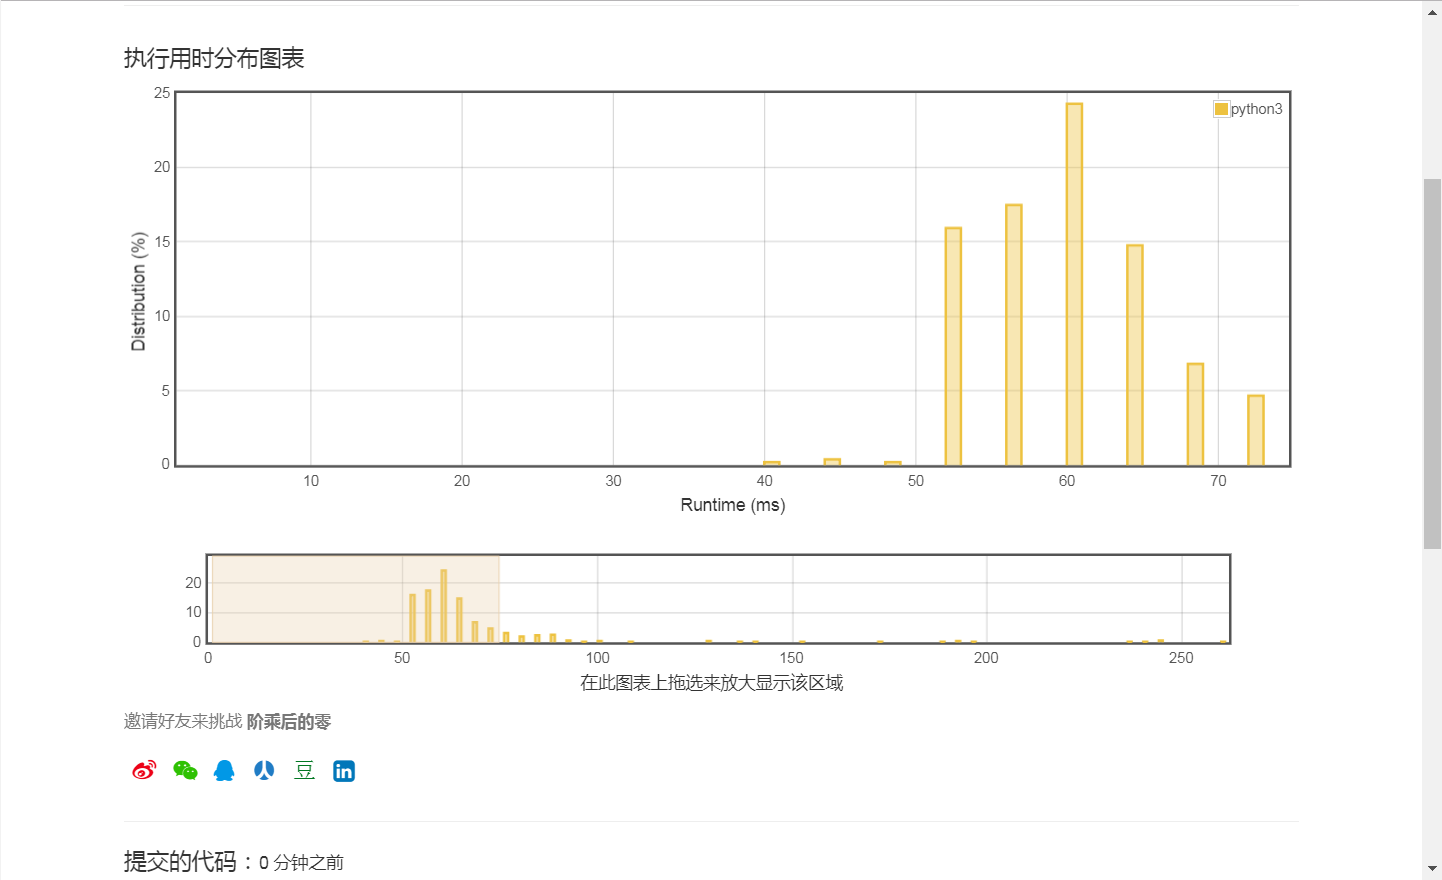 执行用时分布图表
25
python3
20
15
10
5
0
Distribution (%)
10 20 30 40 50 60 70
Runtime (ms)
20
10
0
0 50 100 150 200 250
在此图表上拖选来放大显示该区域
邀请好友来挑战 阶乘后的零
豆
in
提交的代码：0 分钟之前